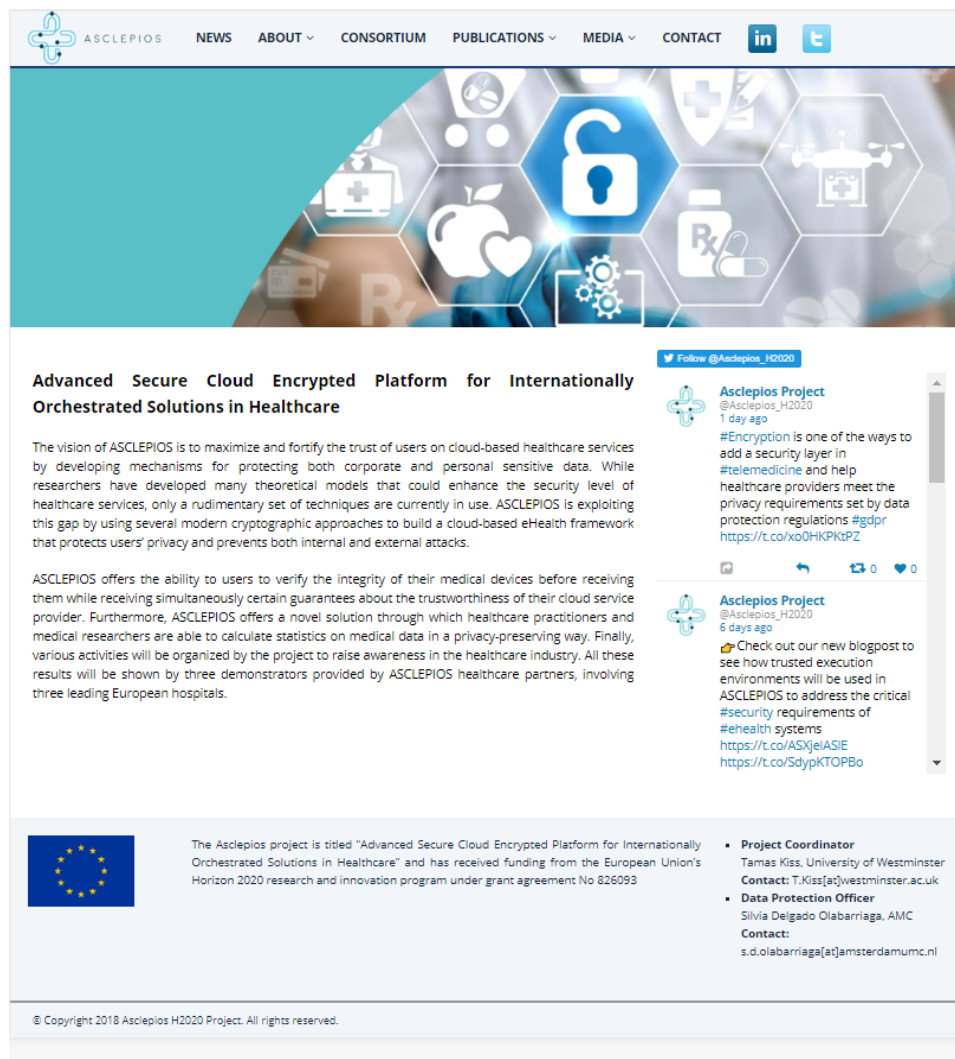 ASCLEPIOS NEWS ABOUT CONSORTIUM PUBLICATIONS MEDIA CONTACT in t
Rx
Rx
Follow @Asclepios_H2020
Advanced Secure Cloud Encrypted Platform for Internationally
Orchestrated Solutions in Healthcare
The vision of ASCLEPIOS is to maximize and fortify the trust of users on cloud-based healthcare services
by developing mechanisms for protecting both corporate and personal sensitive data. While
researchers have developed many theoretical models that could enhance the security level of
healthcare services, only a rudimentary set of techniques are currently in use. ASCLEPIOS is exploiting
this gap by using several modern cryptographic approaches to build a cloud-based eHealth framework
that protects users' privacy and prevents both internal and external attacks.
ASCLEPIOS offers the ability to users to verify the integrity of their medical devices before receiving
them while receiving simultaneously certain guarantees about the trustworthiness of their cloud service
provider. Furthermore, ASCLEPIOS offers a novel solution through which healthcare practitioners and
medical researchers are able to calculate statistics on medical data in a privacy-preserving way. Finally,
various activities will be organized by the project to raise awareness in the healthcare industry. All these
results will be shown by three demonstrators provided by ASCLEPIOS healthcare partners, involving
three leading European hospitals.
Asclepios Project
@Asclepios_H2020
1 day ago
#Encryption is one of the ways to
add a security layer in
#telemedicine and help
healthcare providers meet the
privacy requirements set by data
protection regulations #gdpr
https://t.co/xo0HKPKtPZ
0 0
Asclepios Project
@Asclepios_H2020
6 days ago
👉Check out our new blogpost to
see how trusted execution
environments will be used in
ASCLEPIOS to address the critical
#security requirements of
#ehealth systems
https://t.co/ASXjelASlE
https://t.co/SdypKTOPBo
The Asclepios project is titled "Advanced Secure Cloud Encrypted Platform for Internationally
Orchestrated Solutions in Healthcare" and has received funding from the European Union's
Horizon 2020 research and innovation program under grant agreement No 826093
• Project Coordinator
Tamas Kiss, University of Westminster
Contact: T.Kiss[at]westminster.ac.uk
• Data Protection Officer
Silvia Delgado Olabarriaga, AMC
Contact:
s.d.olabarriaga[at]amsterdamumc.nl
© Copyright 2018 Asclepios H2020 Project. All rights reserved.